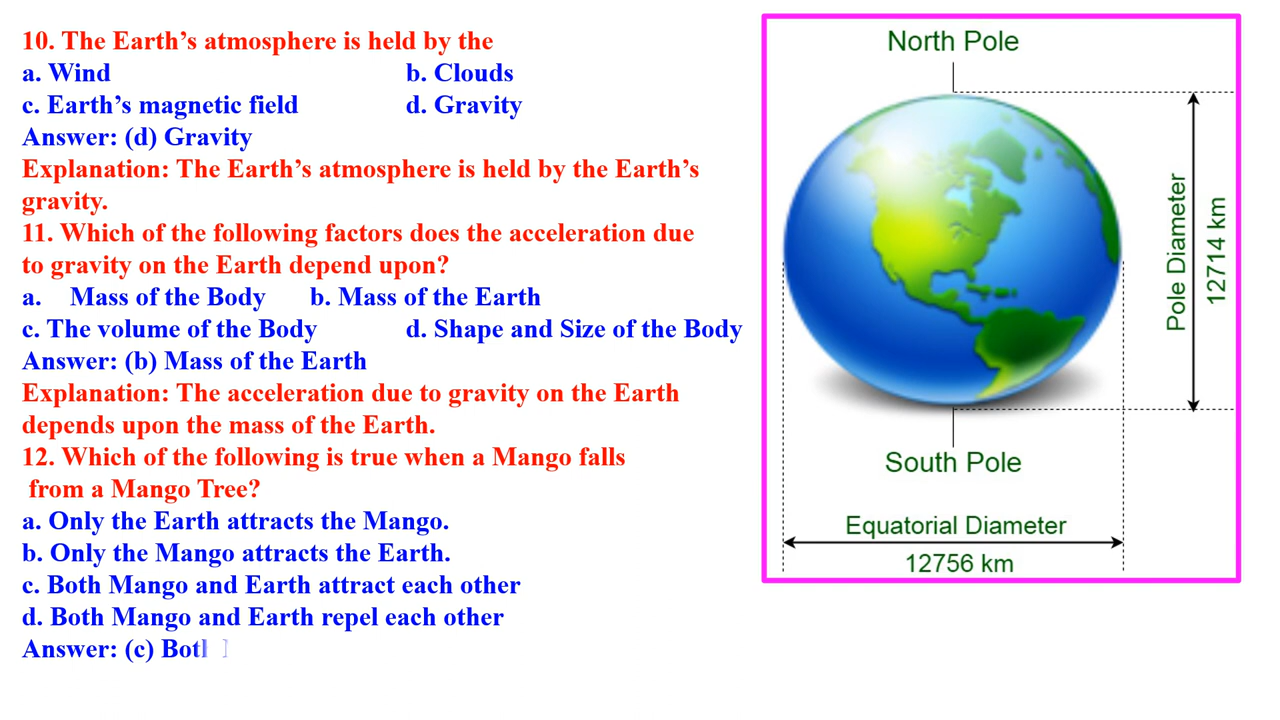 10. The Earth's atmosphere is held by the
a. Wind b. Clouds
c. Earth's magnetic field d. Gravity
Answer: (d) Gravity
Explanation: The Earth's atmosphere is held by the Earth's
gravity.
11. Which of the following factors does the acceleration due
to gravity on the Earth depend upon?
a. Mass of the Body b. Mass of the Earth
c. The volume of the Body d. Shape and Size of the Body
Answer: (b) Mass of the Earth
Explanation: The acceleration due to gravity on the Earth
depends upon the mass of the Earth.
12. Which of the following is true when a Mango falls
from a Mango Tree?
a. Only the Earth attracts the Mango.
b. Only the Mango attracts the Earth.
c. Both Mango and Earth attract each other
d. Both Mango and Earth repel each other
Answer: (c)
North Pole
Pole Diameter
12714 km
South Pole
Equatorial Diameter
12756 km